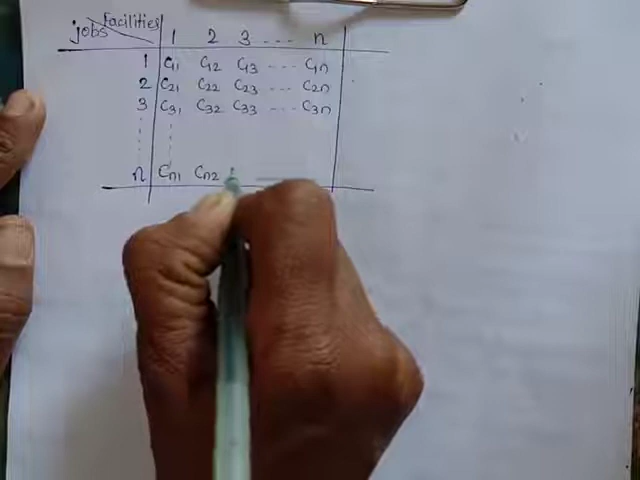 jobs Facilities 1 2 3 ---- n
1 C11 C12 C13 --- C1n
2 C21 C22 C23 --- C2n
3 C31 C32 C33 --- C3n
n Cn1 Cn2